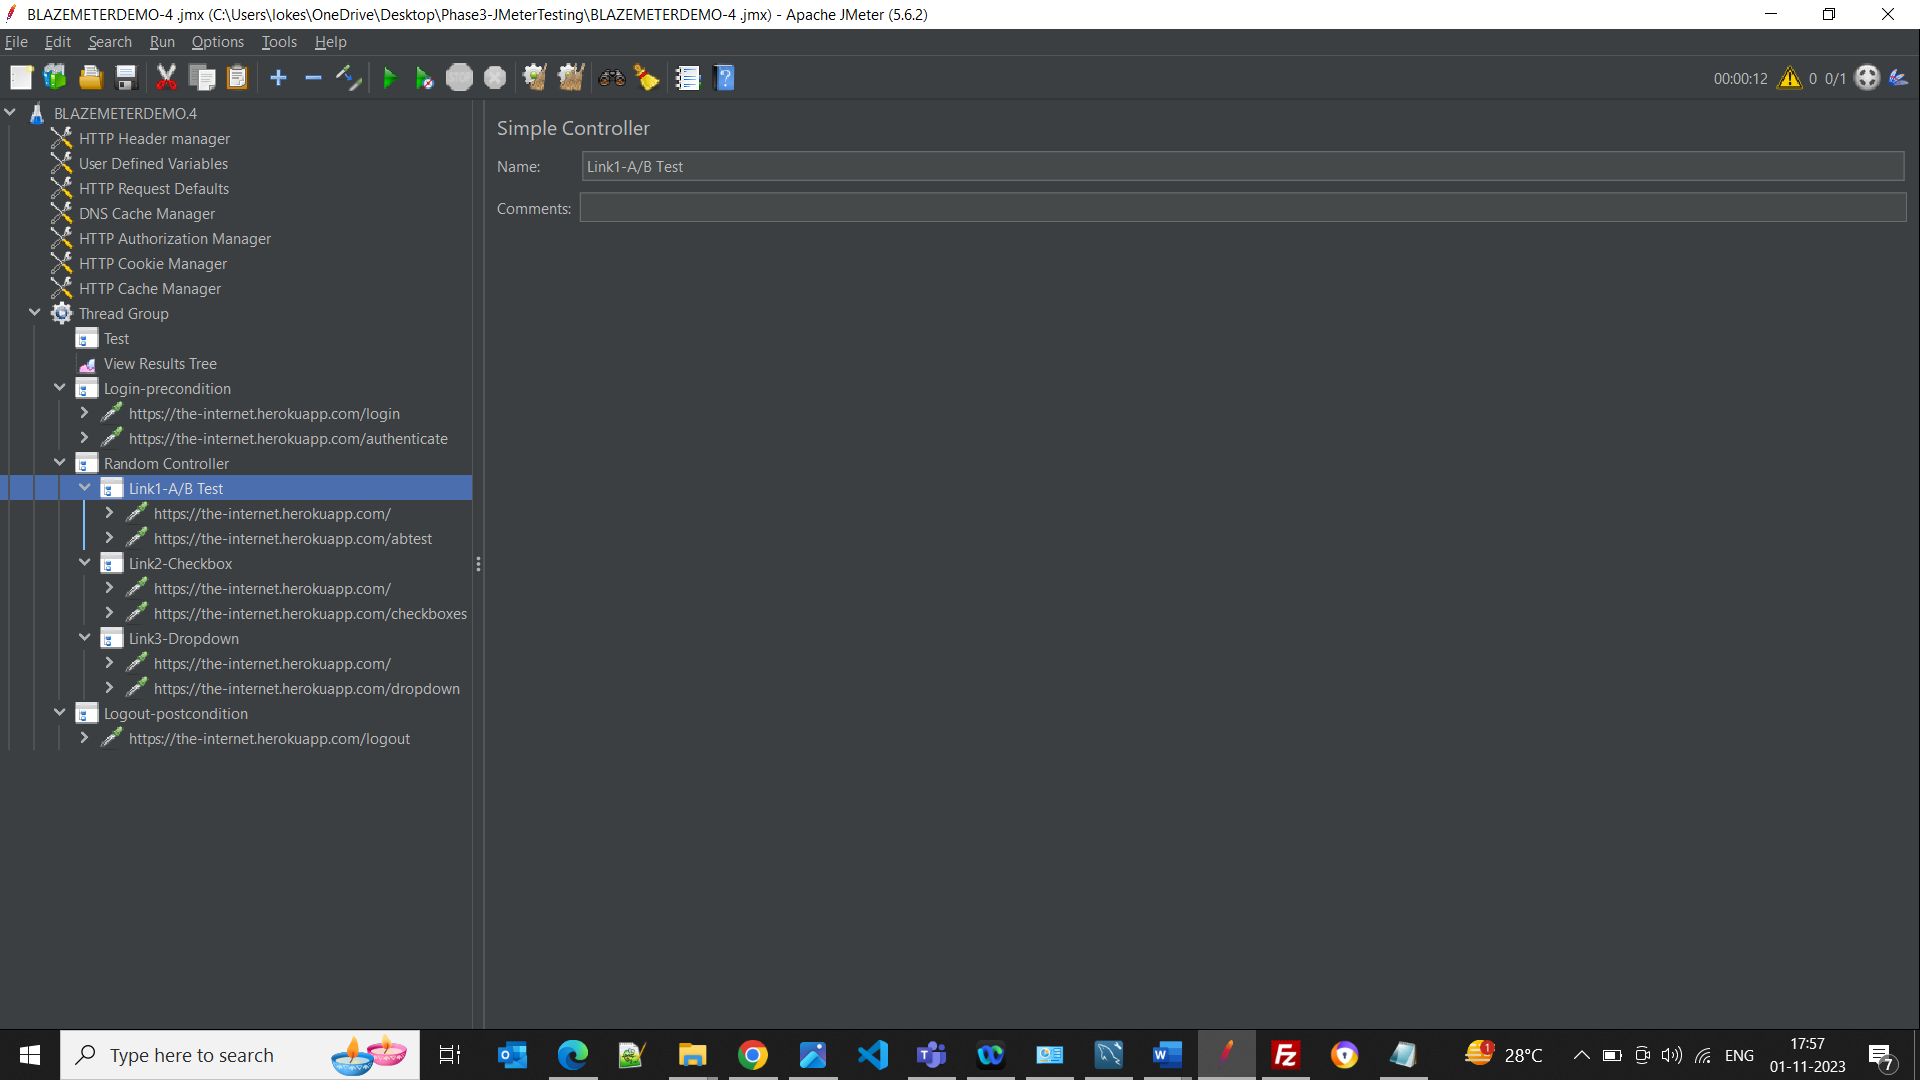 BLAZEMETERDEMO-4 .jmx (C:\Users\lokes\OneDrive\Desktop\Phase3-JMeterTesting\BLAZEMETERDEMO-4 .jmx) - Apache JMeter (5.6.2)
File Edit Search Run Options Tools Help
STOP 00:00:12 0 0/1
BLAZEMETERDEMO.4
HTTP Header manager
User Defined Variables
HTTP Request Defaults
DNS Cache Manager
HTTP Authorization Manager
HTTP Cookie Manager
HTTP Cache Manager
Thread Group
Test
View Results Tree
Login-precondition
https://the-internet.herokuapp.com/login
https://the-internet.herokuapp.com/authenticate
Random Controller
Link1-A/B Test
https://the-internet.herokuapp.com/
https://the-internet.herokuapp.com/abtest
Link2-Checkbox
https://the-internet.herokuapp.com/
https://the-internet.herokuapp.com/checkboxes
Link3-Dropdown
https://the-internet.herokuapp.com/
https://the-internet.herokuapp.com/dropdown
Logout-postcondition
https://the-internet.herokuapp.com/logout
Simple Controller
Name: Link1-A/B Test
Comments:
Type here to search
1 28°C ENG
17:57
01-11-2023
7